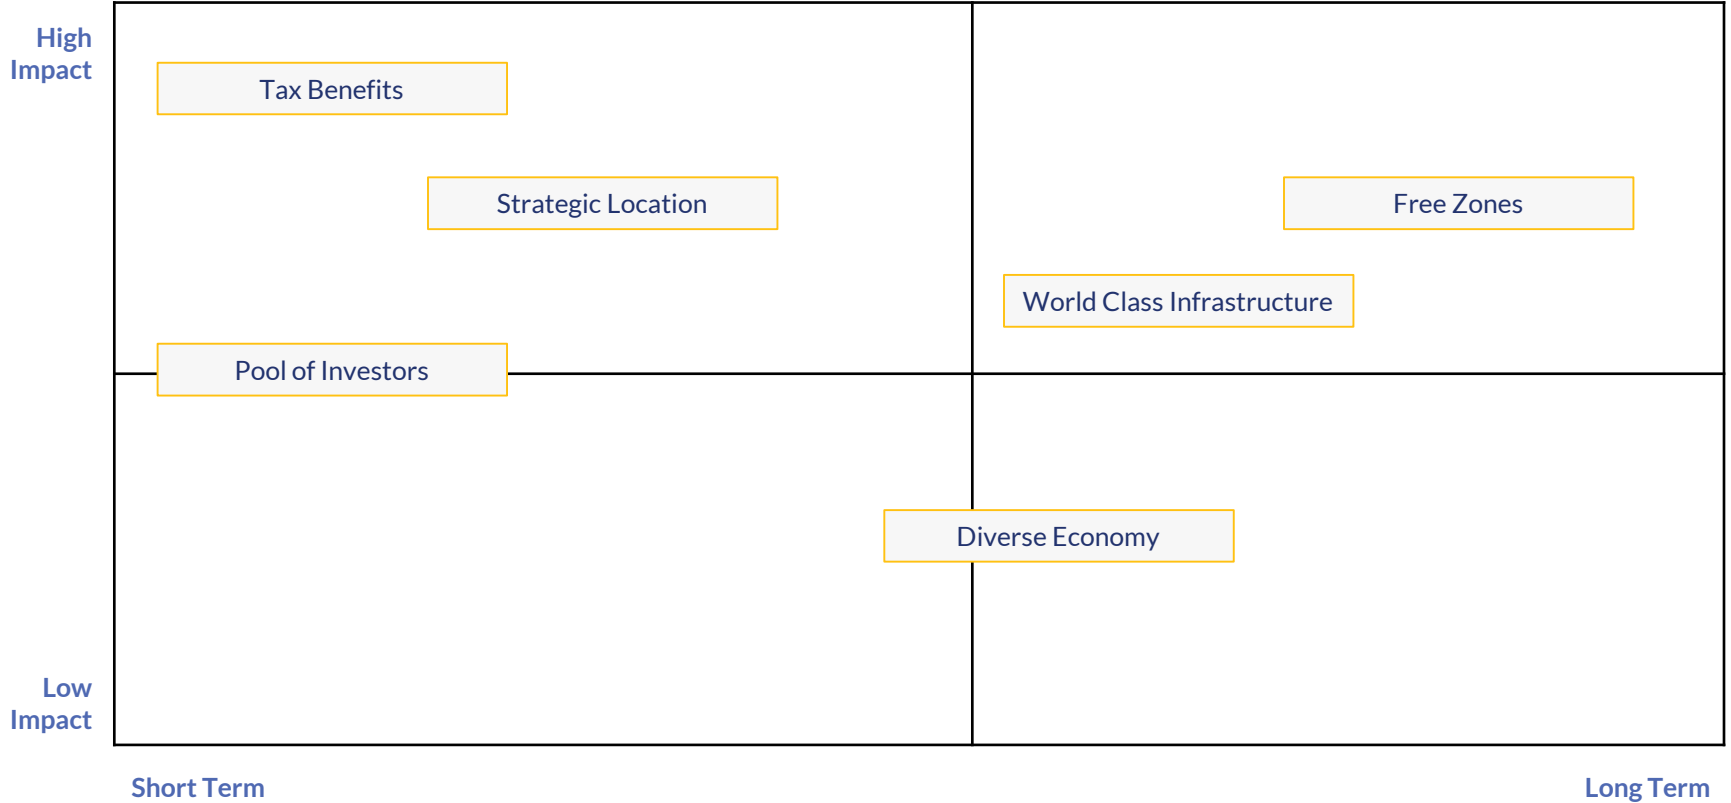 High
Impact
Tax Benefits
Strategic Location
Free Zones
World Class Infrastructure
Pool of Investors
Diverse Economy
Low
Impact
Short Term
Long Term